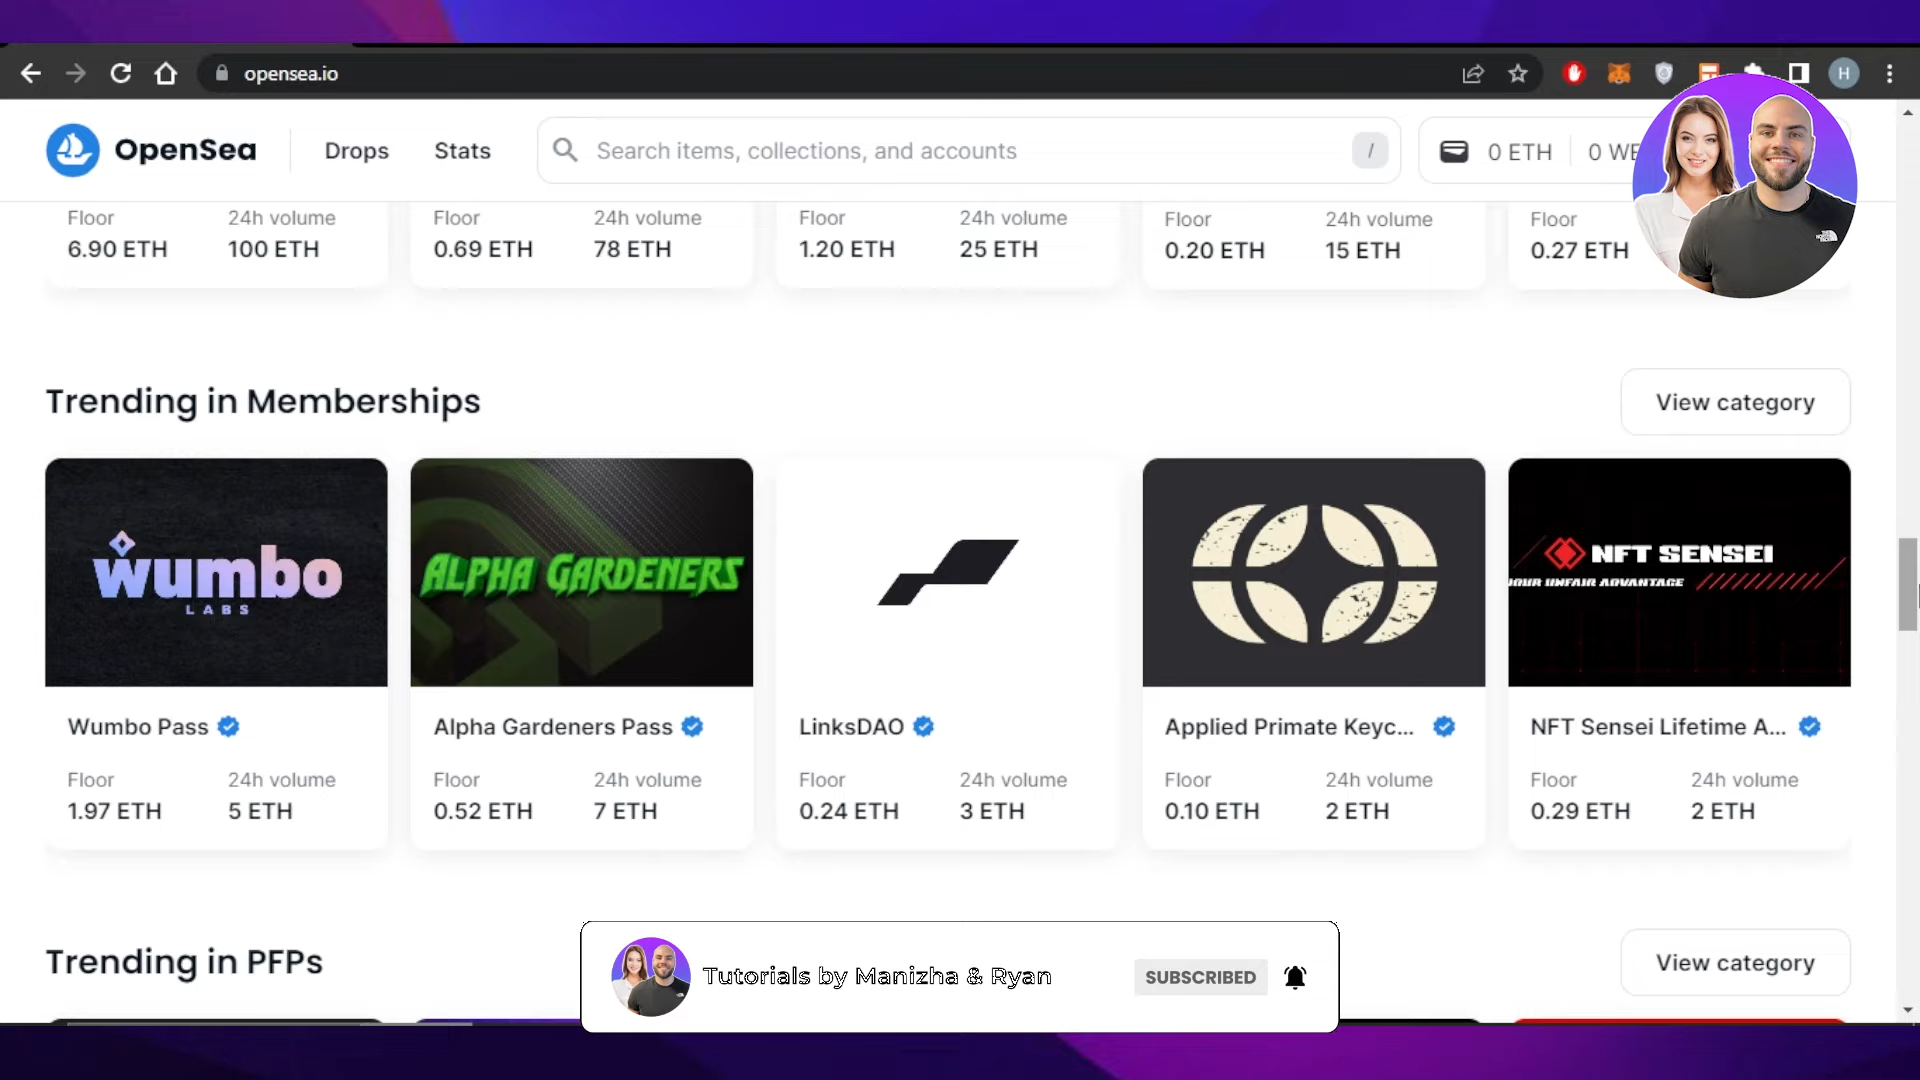 opensea.io
H
OpenSea
Drops
Stats
Search items, collections, and accounts
/
0 ETH
0 WE
Floor 24h volume
6.90 ETH 100 ETH
Floor 24h volume
0.69 ETH 78 ETH
Floor 24h volume
1.20 ETH 25 ETH
Floor 24h volume
0.20 ETH 15 ETH
Floor
0.27 ETH
Trending in Memberships
View category
wumbo
LABS
ALPHA GARDENERS
NFT SENSEI
YOUR UNFAIR ADVANTAGE
Wumbo Pass
Floor 24h volume
1.97 ETH 5 ETH
Alpha Gardeners Pass
Floor 24h volume
0.52 ETH 7 ETH
LinksDAO
Floor 24h volume
0.24 ETH 3 ETH
Applied Primate Keyc...
Floor 24h volume
0.10 ETH 2 ETH
NFT Sensei Lifetime A...
Floor 24h volume
0.29 ETH 2 ETH
Trending in PFPs
View category
Tutorials by Manizha & Ryan
SUBSCRIBED